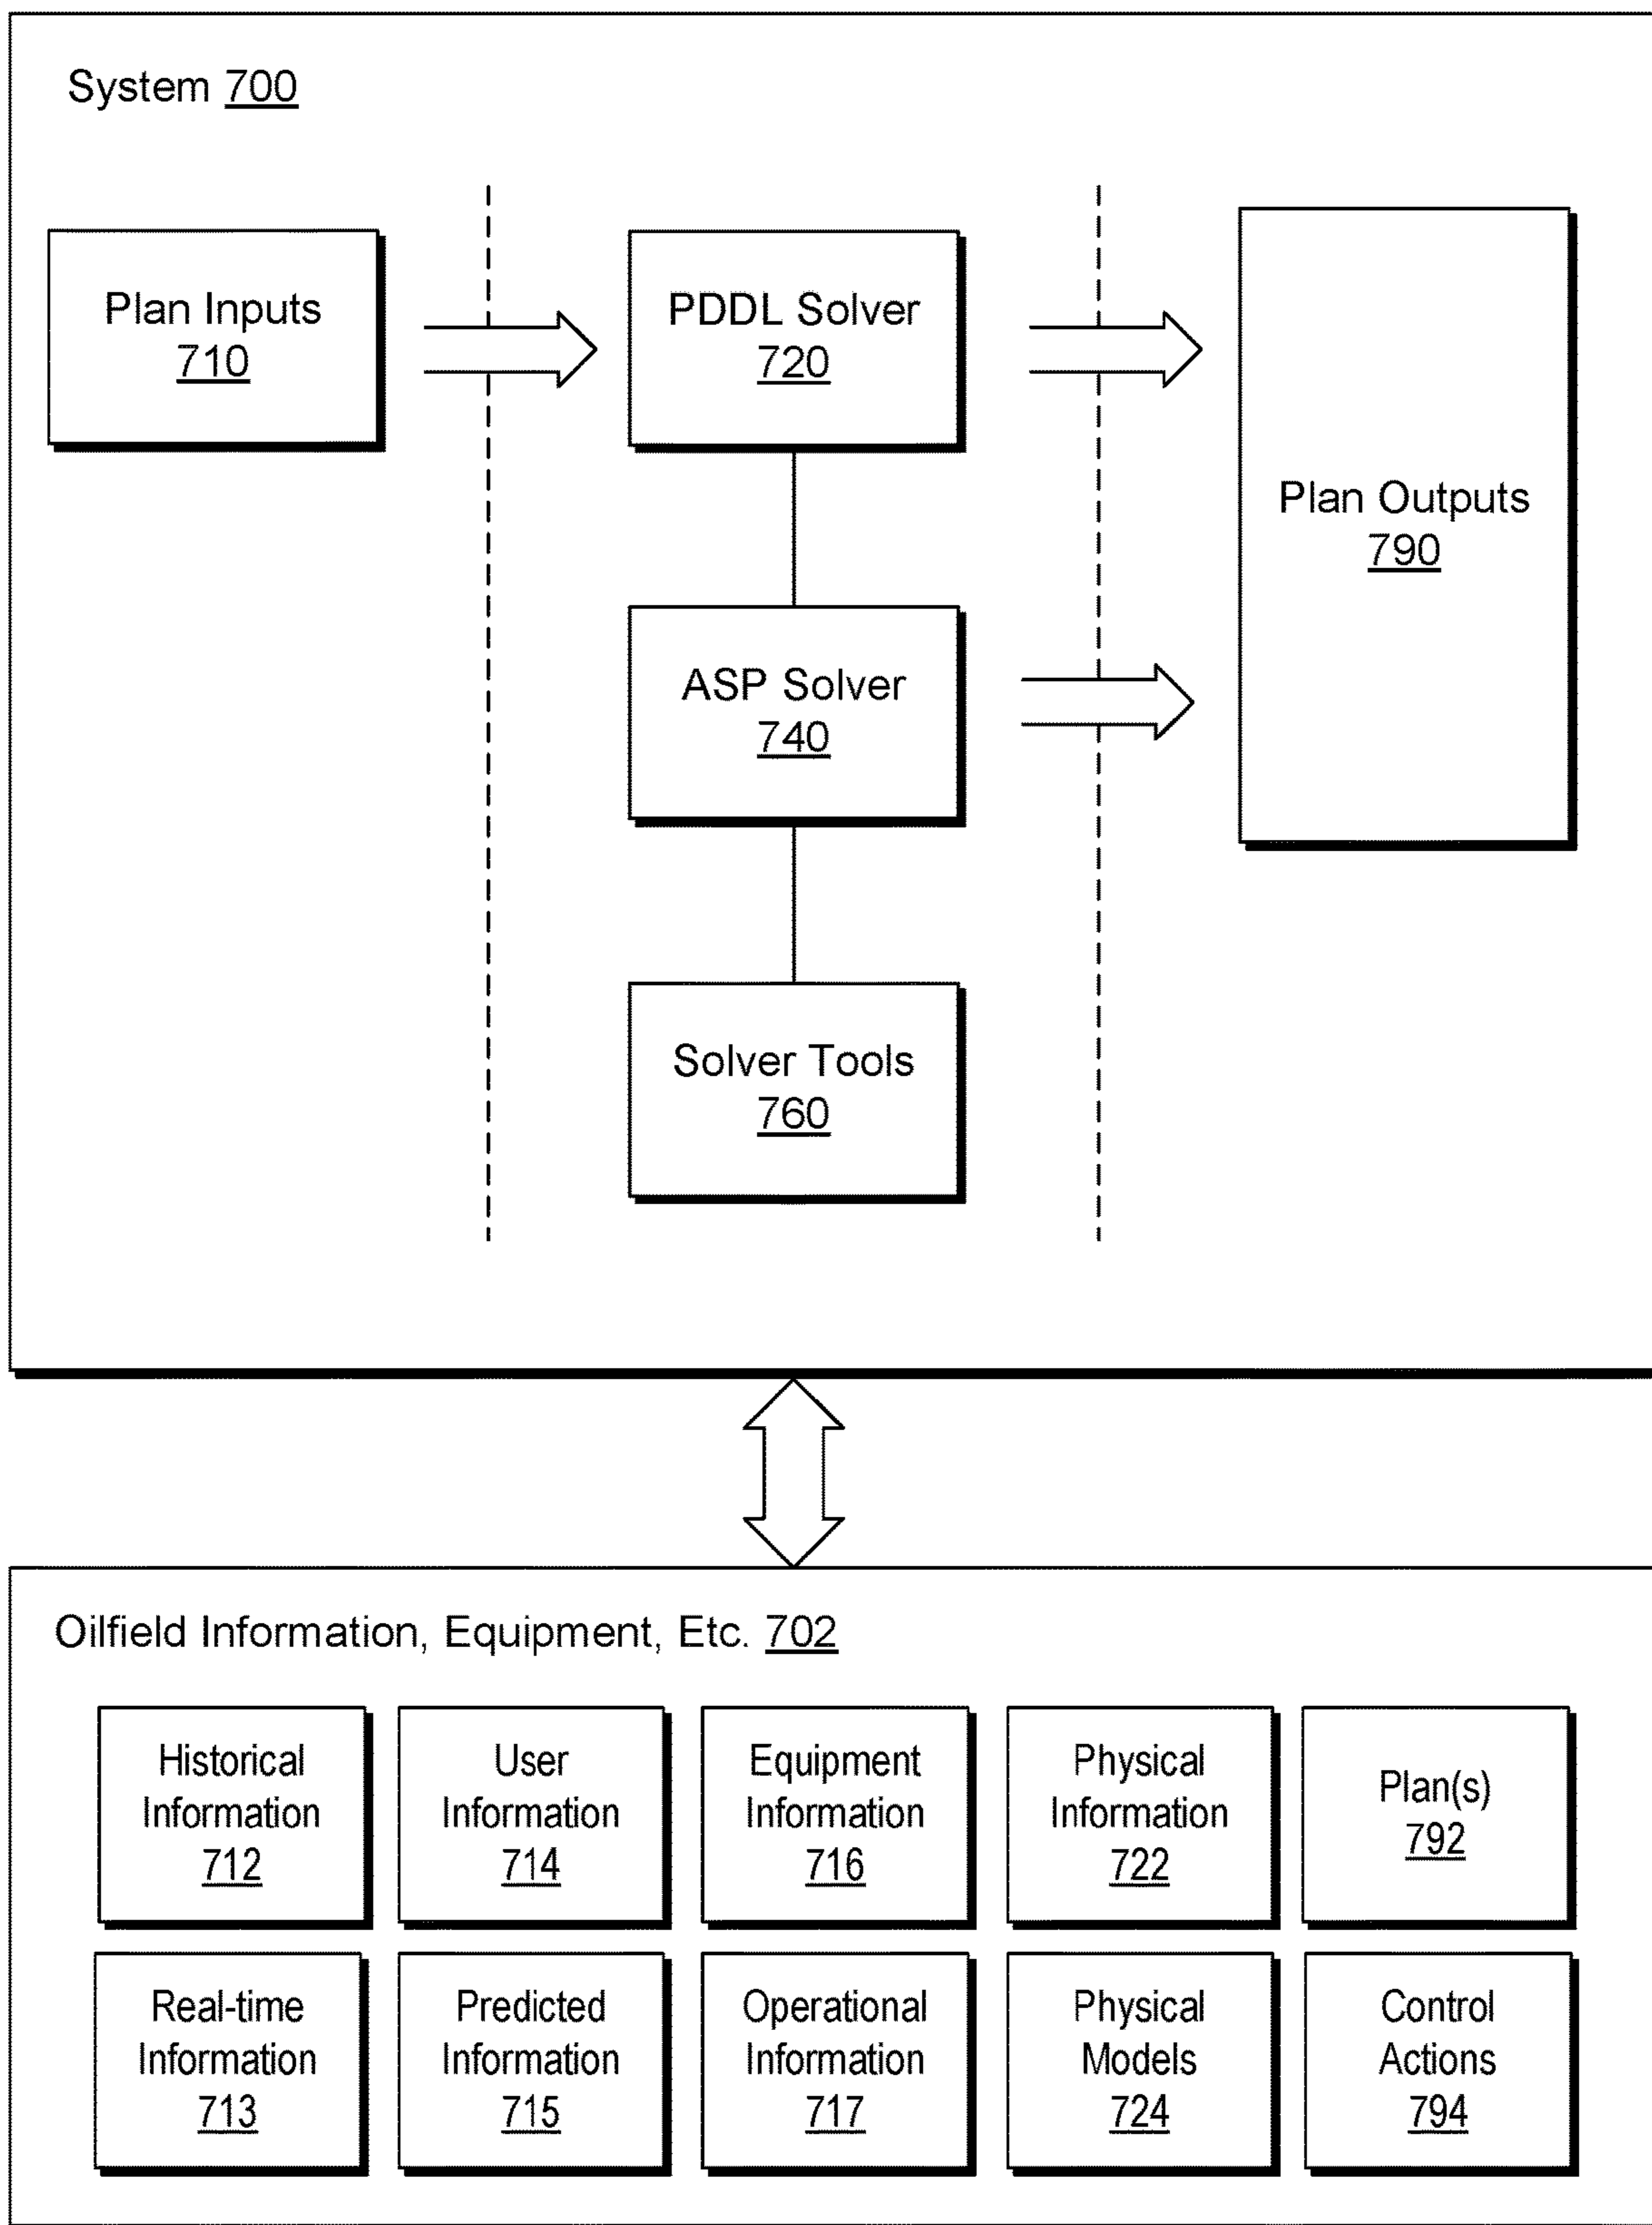 System 700
Plan Inputs
710
PDDL Solver
720
Plan Outputs
790
ASP Solver
740
Solver Tools
760
Oilfield Information, Equipment, Etc. 702
Historical
Information
712
User
Information
714
Equipment
Information
716
Physical
Information
722
Plan(s)
792
Real-time
Information
713
Predicted
Information
715
Operational
Information
717
Physical
Models
724
Control
Actions
794